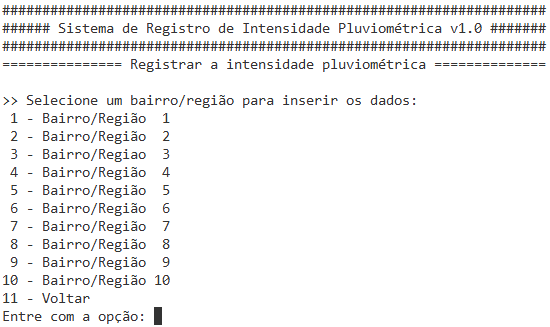 ####################################################################
###### Sistema de Registro de Intensidade Pluviométrica v1.0 #######
####################################################################
=============== Registrar a intensidade pluviométrica ==============
>> Selecione um bairro/região para inserir os dados:
 1 - Bairro/Região  1
 2 - Bairro/Região  2
 3 - Bairro/Regiao  3
 4 - Bairro/Região  4
 5 - Bairro/Região  5
 6 - Bairro/Região  6
 7 - Bairro/Região  7
 8 - Bairro/Região  8
 9 - Bairro/Região  9
10 - Bairro/Região 10
11 - Voltar
Entre com a opção: